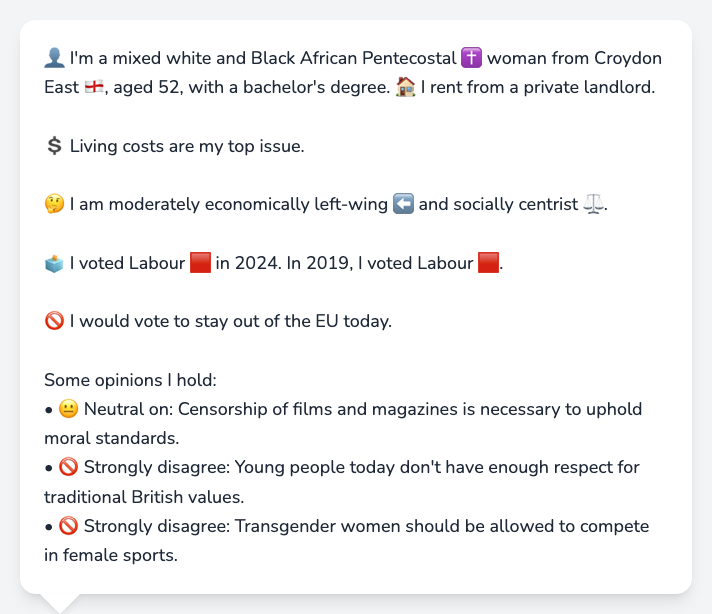 👤 I'm a mixed white and Black African Pentecostal ✝️ woman from Croydon
East 🏴󠁧󠁢󠁥󠁮󠁧󠁿, aged 52, with a bachelor's degree. 🏠 I rent from a private landlord.
💲 Living costs are my top issue.
🤔 I am moderately economically left-wing ⬅️ and socially centrist ⚖️.
🗳️ I voted Labour 🟥 in 2024. In 2019, I voted Labour 🟥.
🚫 I would vote to stay out of the EU today.
Some opinions I hold:
• 😐 Neutral on: Censorship of films and magazines is necessary to uphold
moral standards.
• 🚫 Strongly disagree: Young people today don't have enough respect for
traditional British values.
• 🚫 Strongly disagree: Transgender women should be allowed to compete
in female sports.